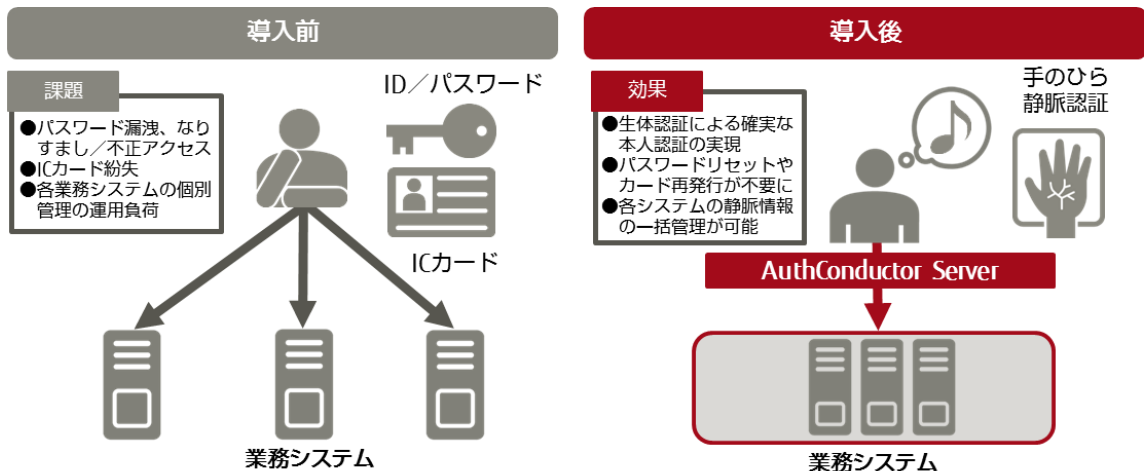 導入前
課題
●パスワード漏洩、なり
すまし／不正アクセス
●ICカード紛失
●各業務システムの個別
管理の運用負荷
ID／パスワード
ICカード
業務システム
導入後
効果
●生体認証による確実な
本人認証の実現
●パスワードリセットや
カード再発行が不要に
●各システムの静脈情報
の一括管理が可能
手のひら
静脈認証
AuthConductor Server
業務システム